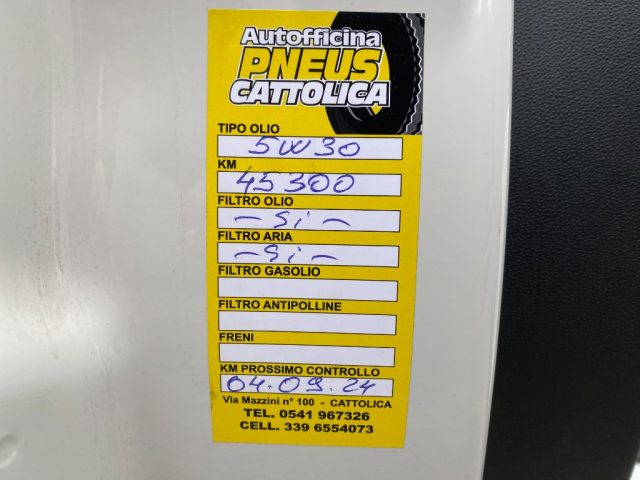 Autofficina
PNEUS
CATTOLICA
TIPO OLIO
5W30
KM
45300
FILTRO OLIO
- Si -
FILTRO ARIA
- Si -
FILTRO GASOLIO
FILTRO ANTIPOLLINE
FRENI
KM PROSSIMO CONTROLLO
04.09.24
Via Mazzini n° 100 - CATTOLICA
TEL. 0541 967326
CELL. 339 6554073